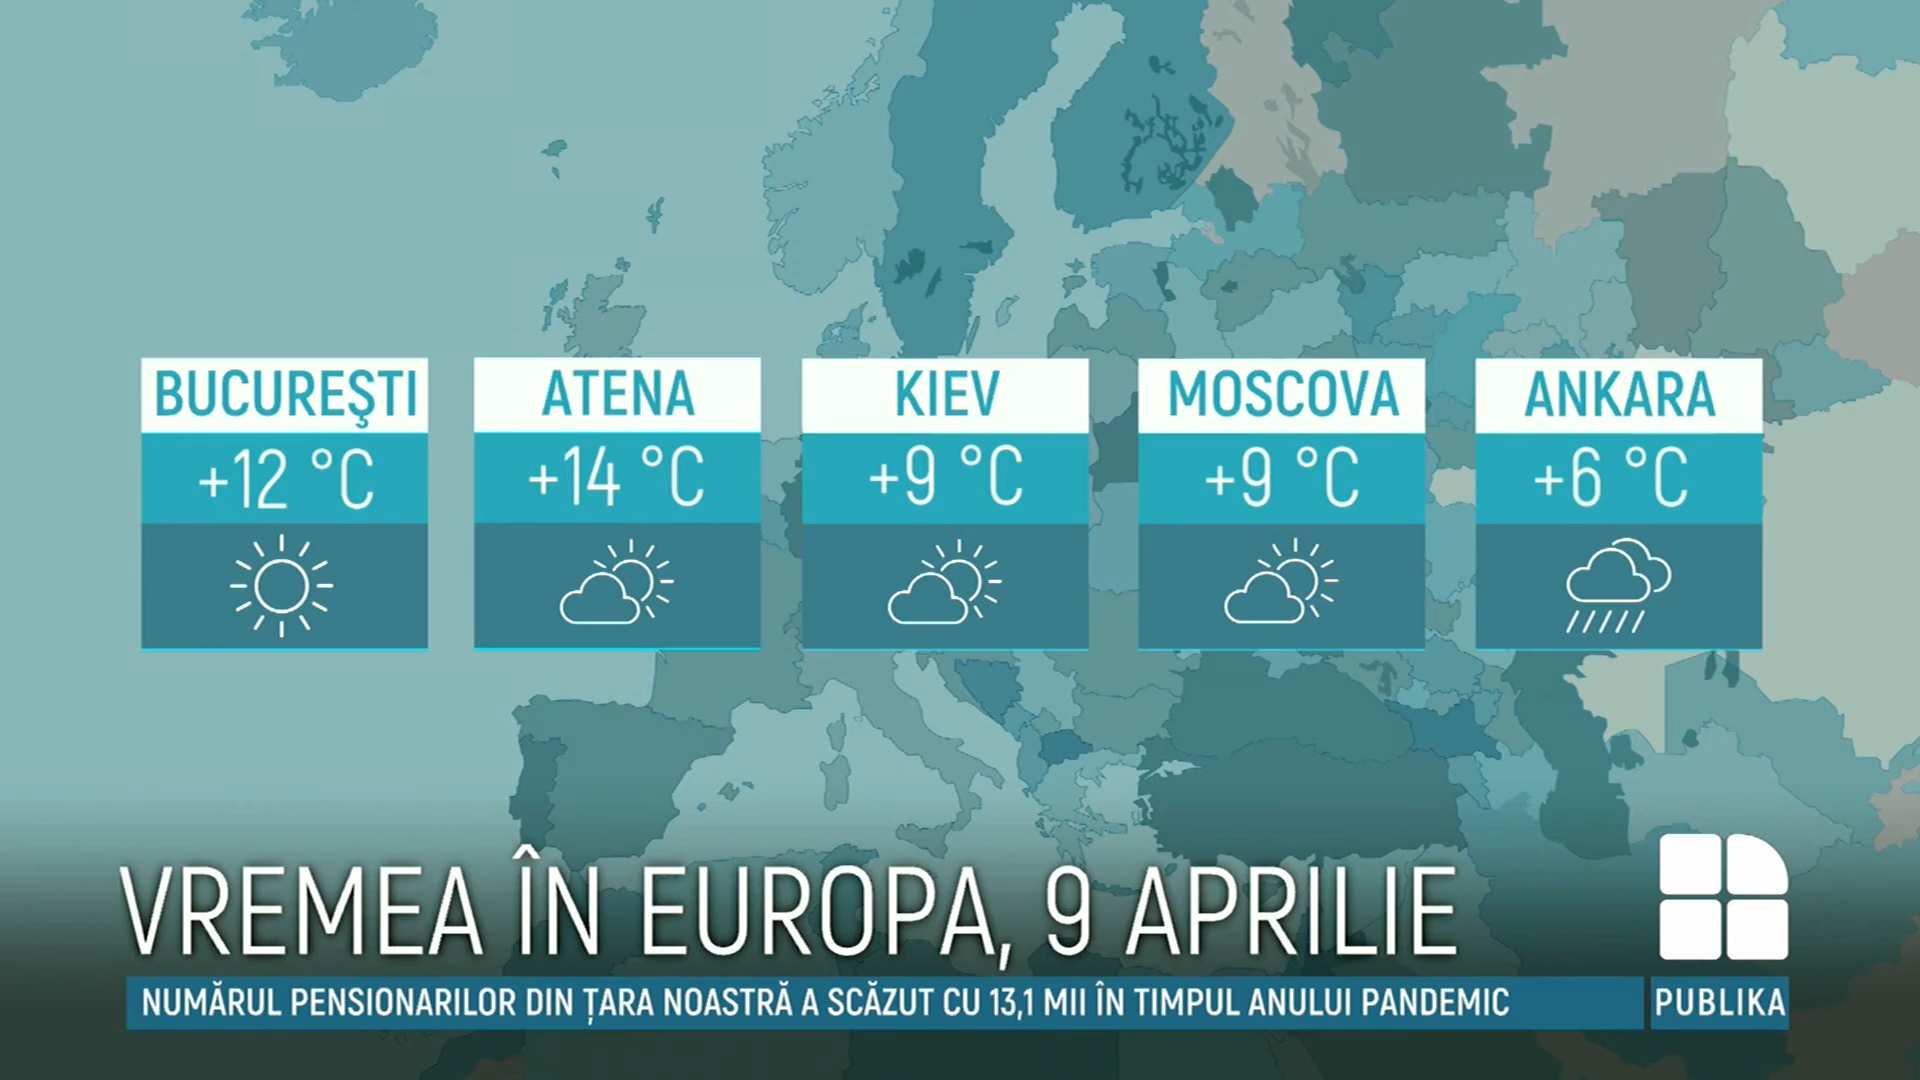 BUCUREŞTI
+12 °C
ATENA
+14 °C
KIEV
+9 °C
MOSCOVA
+9 °C
ANKARA
+6 °C
VREMEA ÎN EUROPA, 9 APRILIE
NUMĂRUL PENSIONARILOR DIN ȚARA NOASTRĂ A SCĂZUT CU 13,1 MII ÎN TIMPUL ANULUI PANDEMIC
PUBLIKA